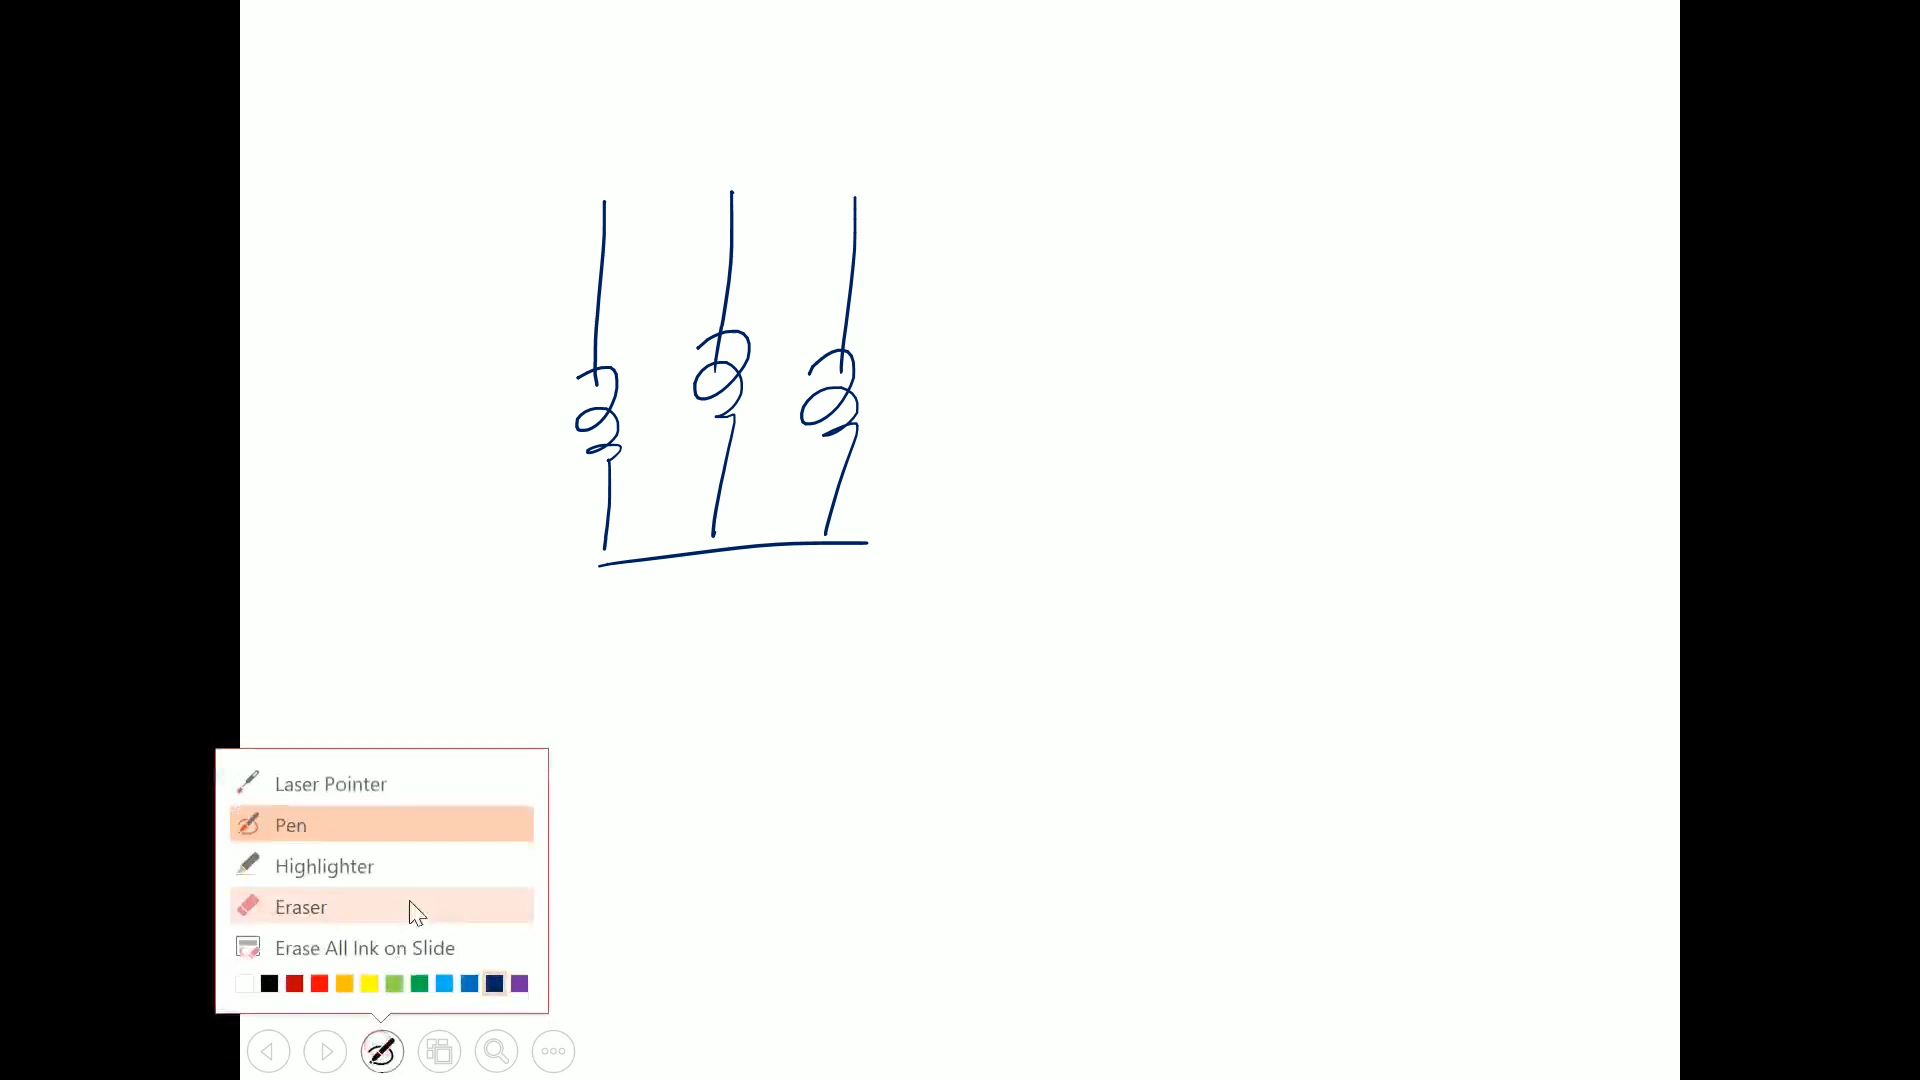 Laser Pointer
Pen
Highlighter
Eraser
Erase All Ink on Slide